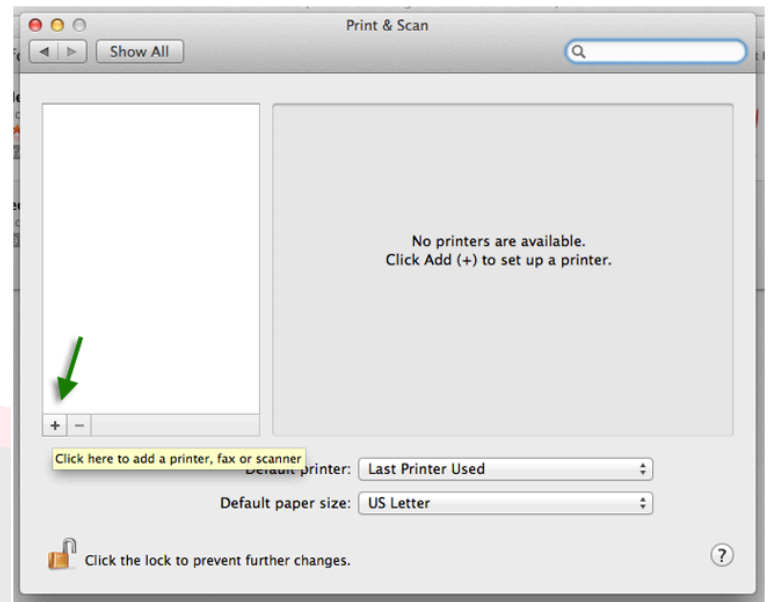 Print & Scan
Show All
No printers are available.
Click Add (+) to set up a printer.
+ −
Click here to add a printer, fax or scanner
printer: Last Printer Used
Default paper size: US Letter
Click the lock to prevent further changes.
?